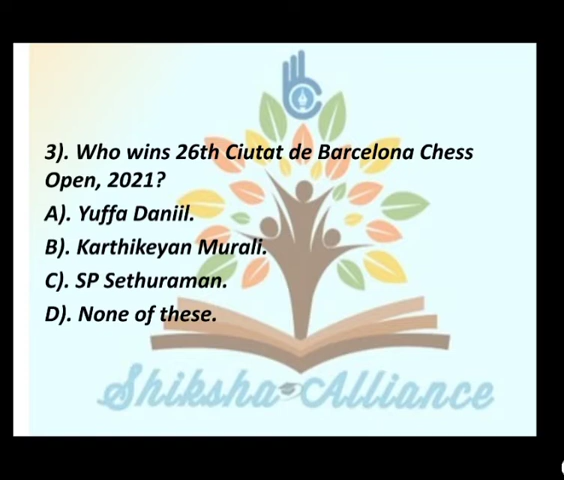 3). Who wins 26th Ciutat de Barcelona Chess
Open, 2021?
A). Yuffa Daniil.
B). Karthikeyan Murali.
C). SP Sethuraman.
D). None of these.
Shiksha Alliance